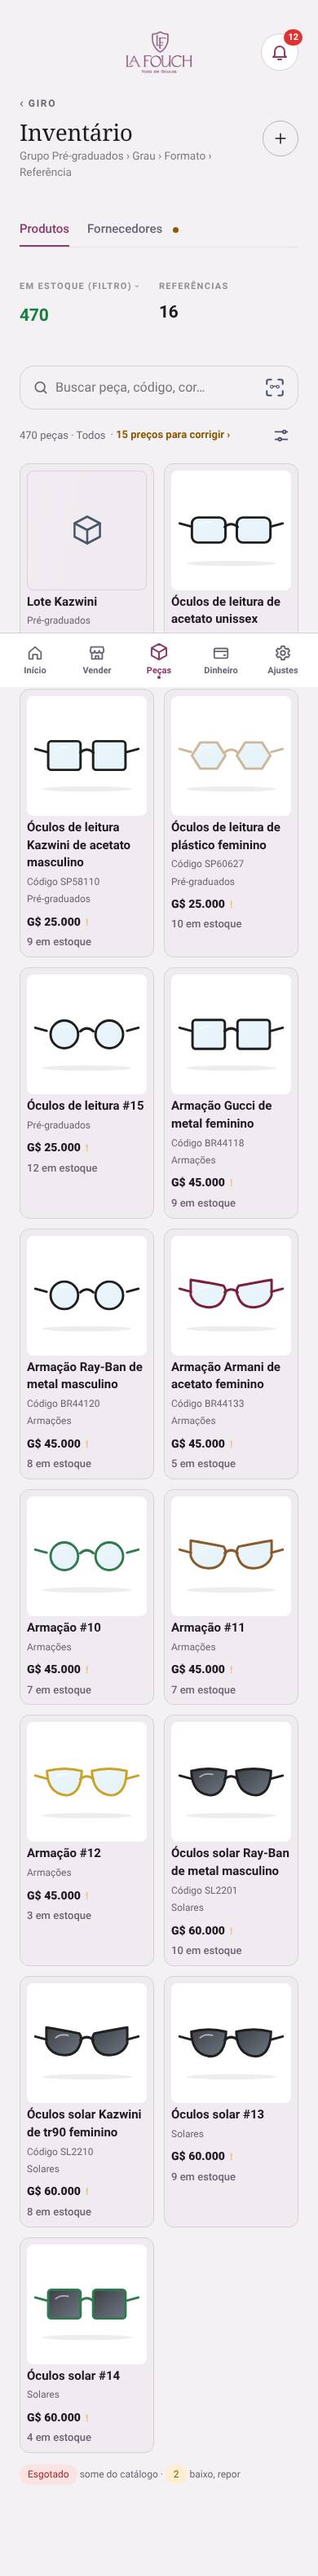 LA FOUCH
12
‹ GIRO
Inventário
Grupo Pré-graduados › Grau › Formato ›
Referência
Produtos
Fornecedores
EM ESTOQUE (FILTRO)
REFERÊNCIAS
470
16
Buscar peça, código, cor...
470 peças · Todos · 15 preços para corrigir ›
Lote Kazwini
Pré-graduados
Óculos de leitura de
acetato unissex
Início
Vender
Peças
Dinheiro
Ajustes
Óculos de leitura
Kazwini de acetato
masculino
Código SP58110
Pré-graduados
G$ 25.000 !
9 em estoque
Óculos de leitura de
plástico feminino
Código SP60627
Pré-graduados
G$ 25.000 !
10 em estoque
Óculos de leitura #15
Pré-graduados
G$ 25.000 !
12 em estoque
Armação Gucci de
metal feminino
Código BR44118
Armações
G$ 45.000 !
9 em estoque
Armação Ray-Ban de
metal masculino
Código BR44120
Armações
G$ 45.000 !
8 em estoque
Armação Armani de
acetato feminino
Código BR44133
Armações
G$ 45.000 !
5 em estoque
Armação #10
Armações
G$ 45.000 !
7 em estoque
Armação #11
Armações
G$ 45.000 !
7 em estoque
Armação #12
Armações
G$ 45.000 !
3 em estoque
Óculos solar Ray-Ban
de metal masculino
Código SL2201
Solares
G$ 60.000 !
10 em estoque
Óculos solar Kazwini
de tr90 feminino
Código SL2210
Solares
G$ 60.000 !
8 em estoque
Óculos solar #13
Solares
G$ 60.000 !
9 em estoque
Óculos solar #14
Solares
G$ 60.000 !
4 em estoque
Esgotado some do catálogo · 2 baixo, repor